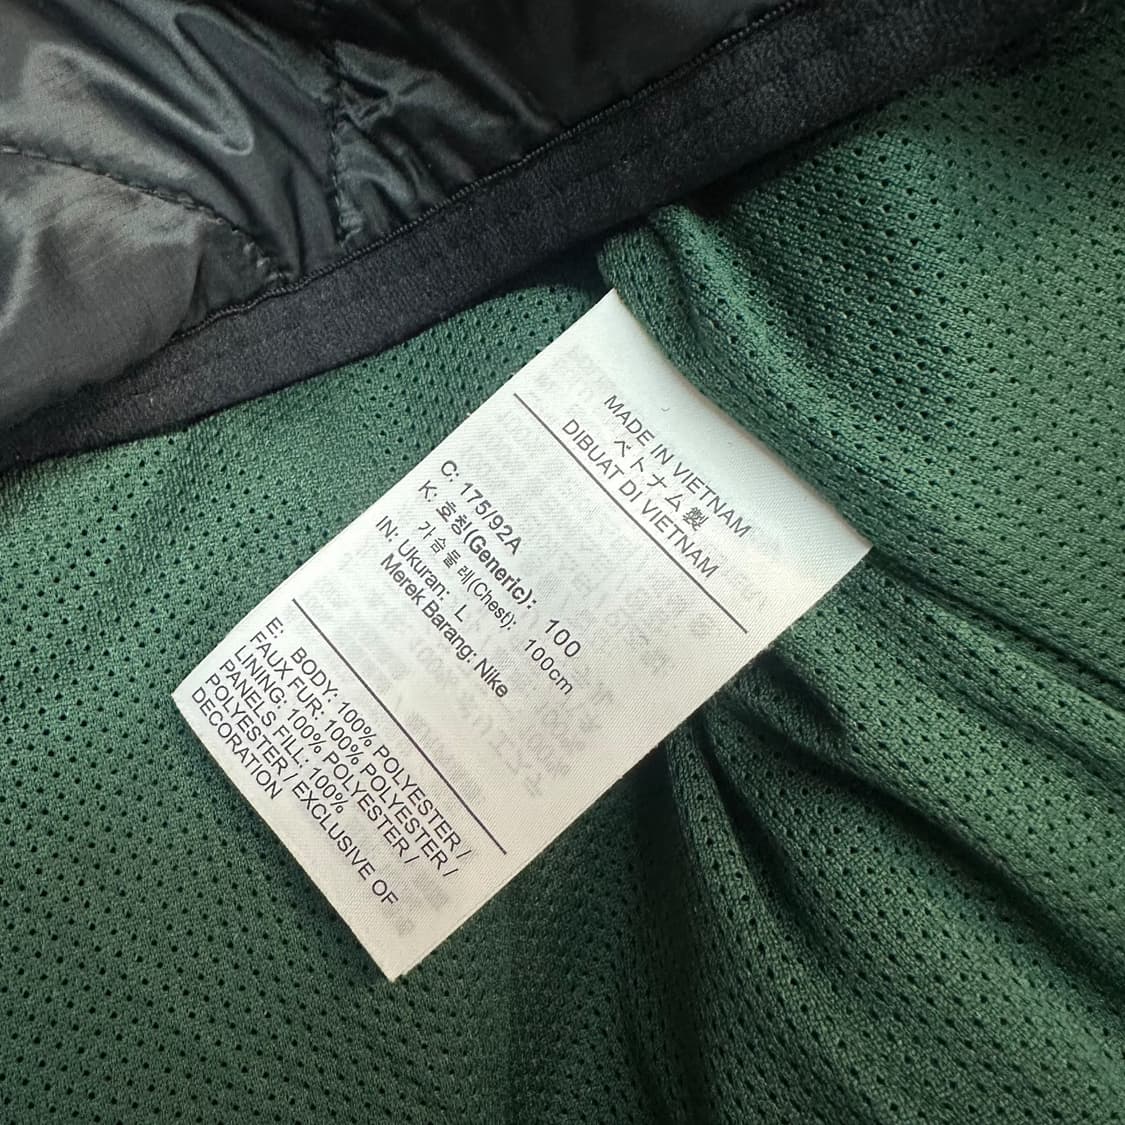 MADE IN VIETNAM
ベトナム製
DIBUAT DI VIETNAM
C: 175/92A
K: 호칭(Generic): 100
가슴둘레(Chest): 100cm
IN: Ukuran: L
Merek Barang: Nike
E: BODY: 100% POLYESTER /
FAUX FUR: 100% POLYESTER /
LINING: 100% POLYESTER /
PANELS FILL: 100%
POLYESTER / EXCLUSIVE OF
DECORATION